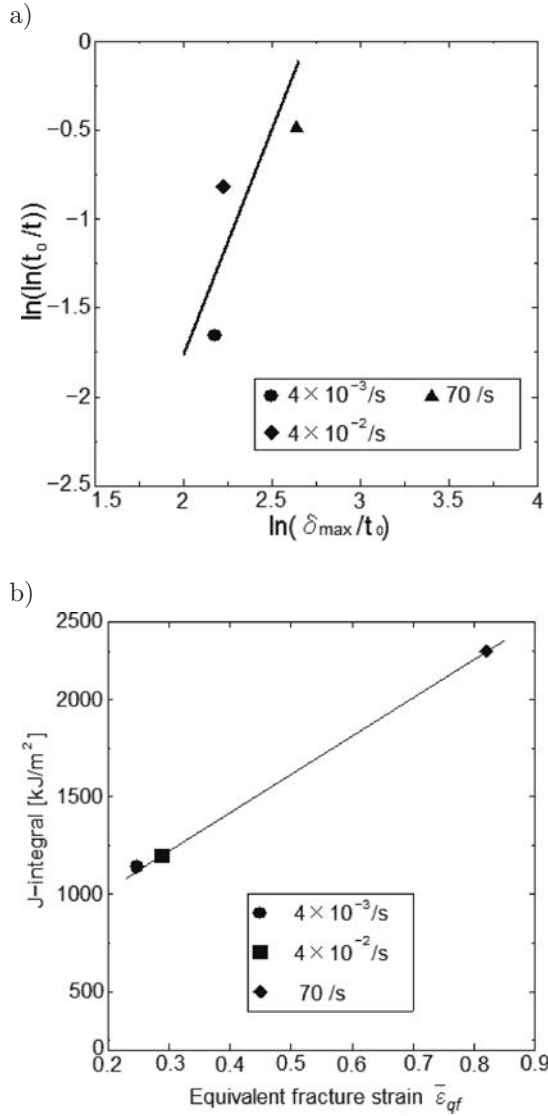 a)
0
−0.5
−1
−1.5
−2
−2.5
ln(ln(t₀/t))
4×10⁻³/s
70 /s
4×10⁻²/s
1.5 2 2.5 3 3.5 4
ln(δmax/t₀)
b)
2500
2000
1500
1000
500
0
J−integral [kJ/m²]
4×10⁻³/s
4×10⁻²/s
70 /s
0.2 0.3 0.4 0.5 0.6 0.7 0.8 0.9
Equivalent fracture strain ε̄qf